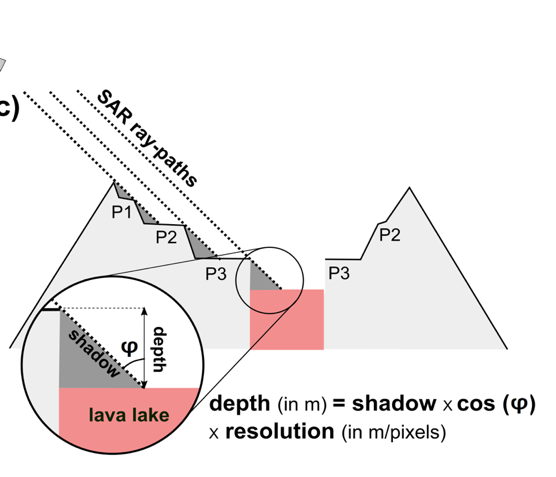 c)
SAR ray-paths
P1
P2
P3
P2
P3
shadow
φ
depth
lava lake
depth (in m) = shadow x cos (φ)
x resolution (in m/pixels)